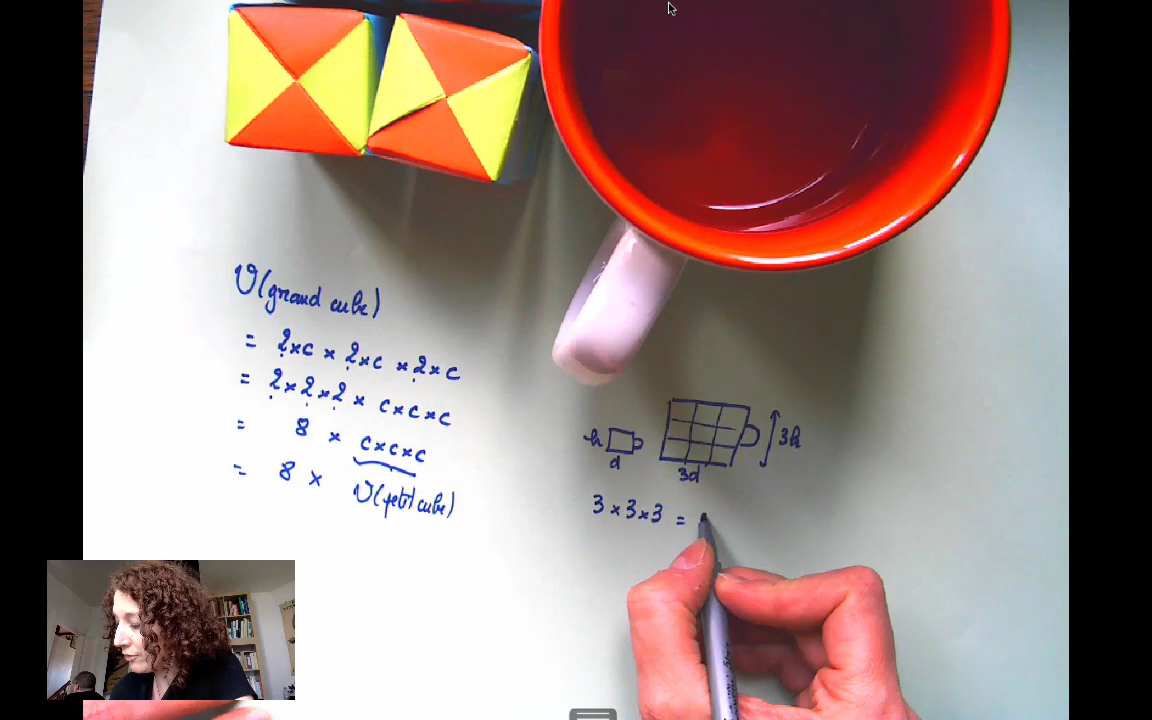 V(grand cube)
= 2×c × 2×c × 2×c
= 2×2×2 × c×c×c
= 8 × c×c×c
= 8 × V(petit cube)
h
d
3d
3h
3 × 3 × 3 =